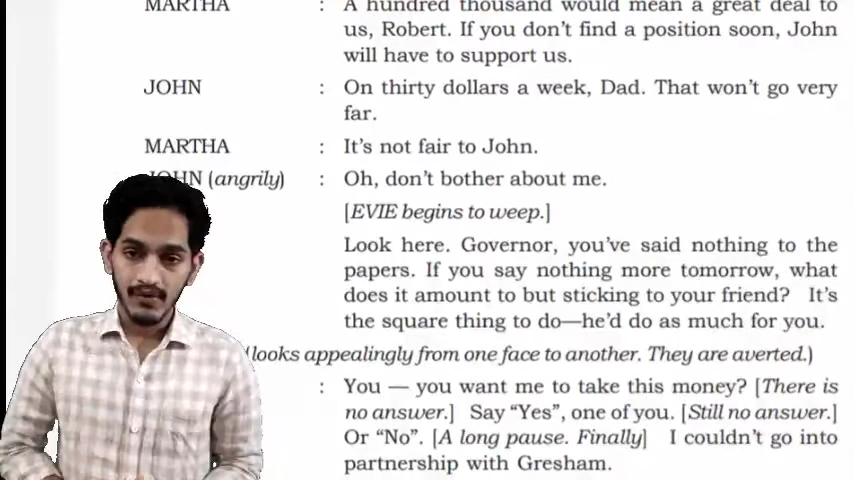 MARTHA : A hundred thousand would mean a great deal to
us, Robert. If you don't find a position soon, John
will have to support us.
JOHN : On thirty dollars a week, Dad. That won't go very
far.
MARTHA : It's not fair to John.
JOHN (angrily) : Oh, don't bother about me.
[EVIE begins to weep.]
Look here. Governor, you've said nothing to the
papers. If you say nothing more tomorrow, what
does it amount to but sticking to your friend? It's
the square thing to do—he'd do as much for you.
(looks appealingly from one face to another. They are averted.)
: You — you want me to take this money? [There is
no answer.] Say "Yes", one of you. [Still no answer.]
Or "No". [A long pause. Finally] I couldn't go into
partnership with Gresham.